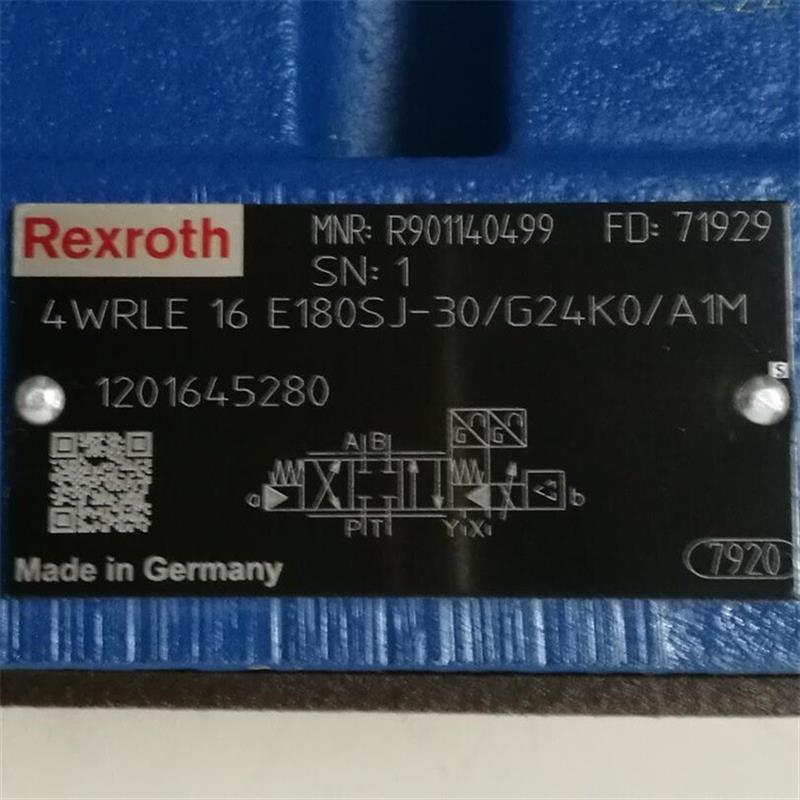 Rexroth
MNR: R901140499 FD: 71929
SN: 1
4WRLE 16 E180SJ-30/G24K0/A1M
S
1201645280
G G
A B
a b
P T Y X
Made in Germany
7920